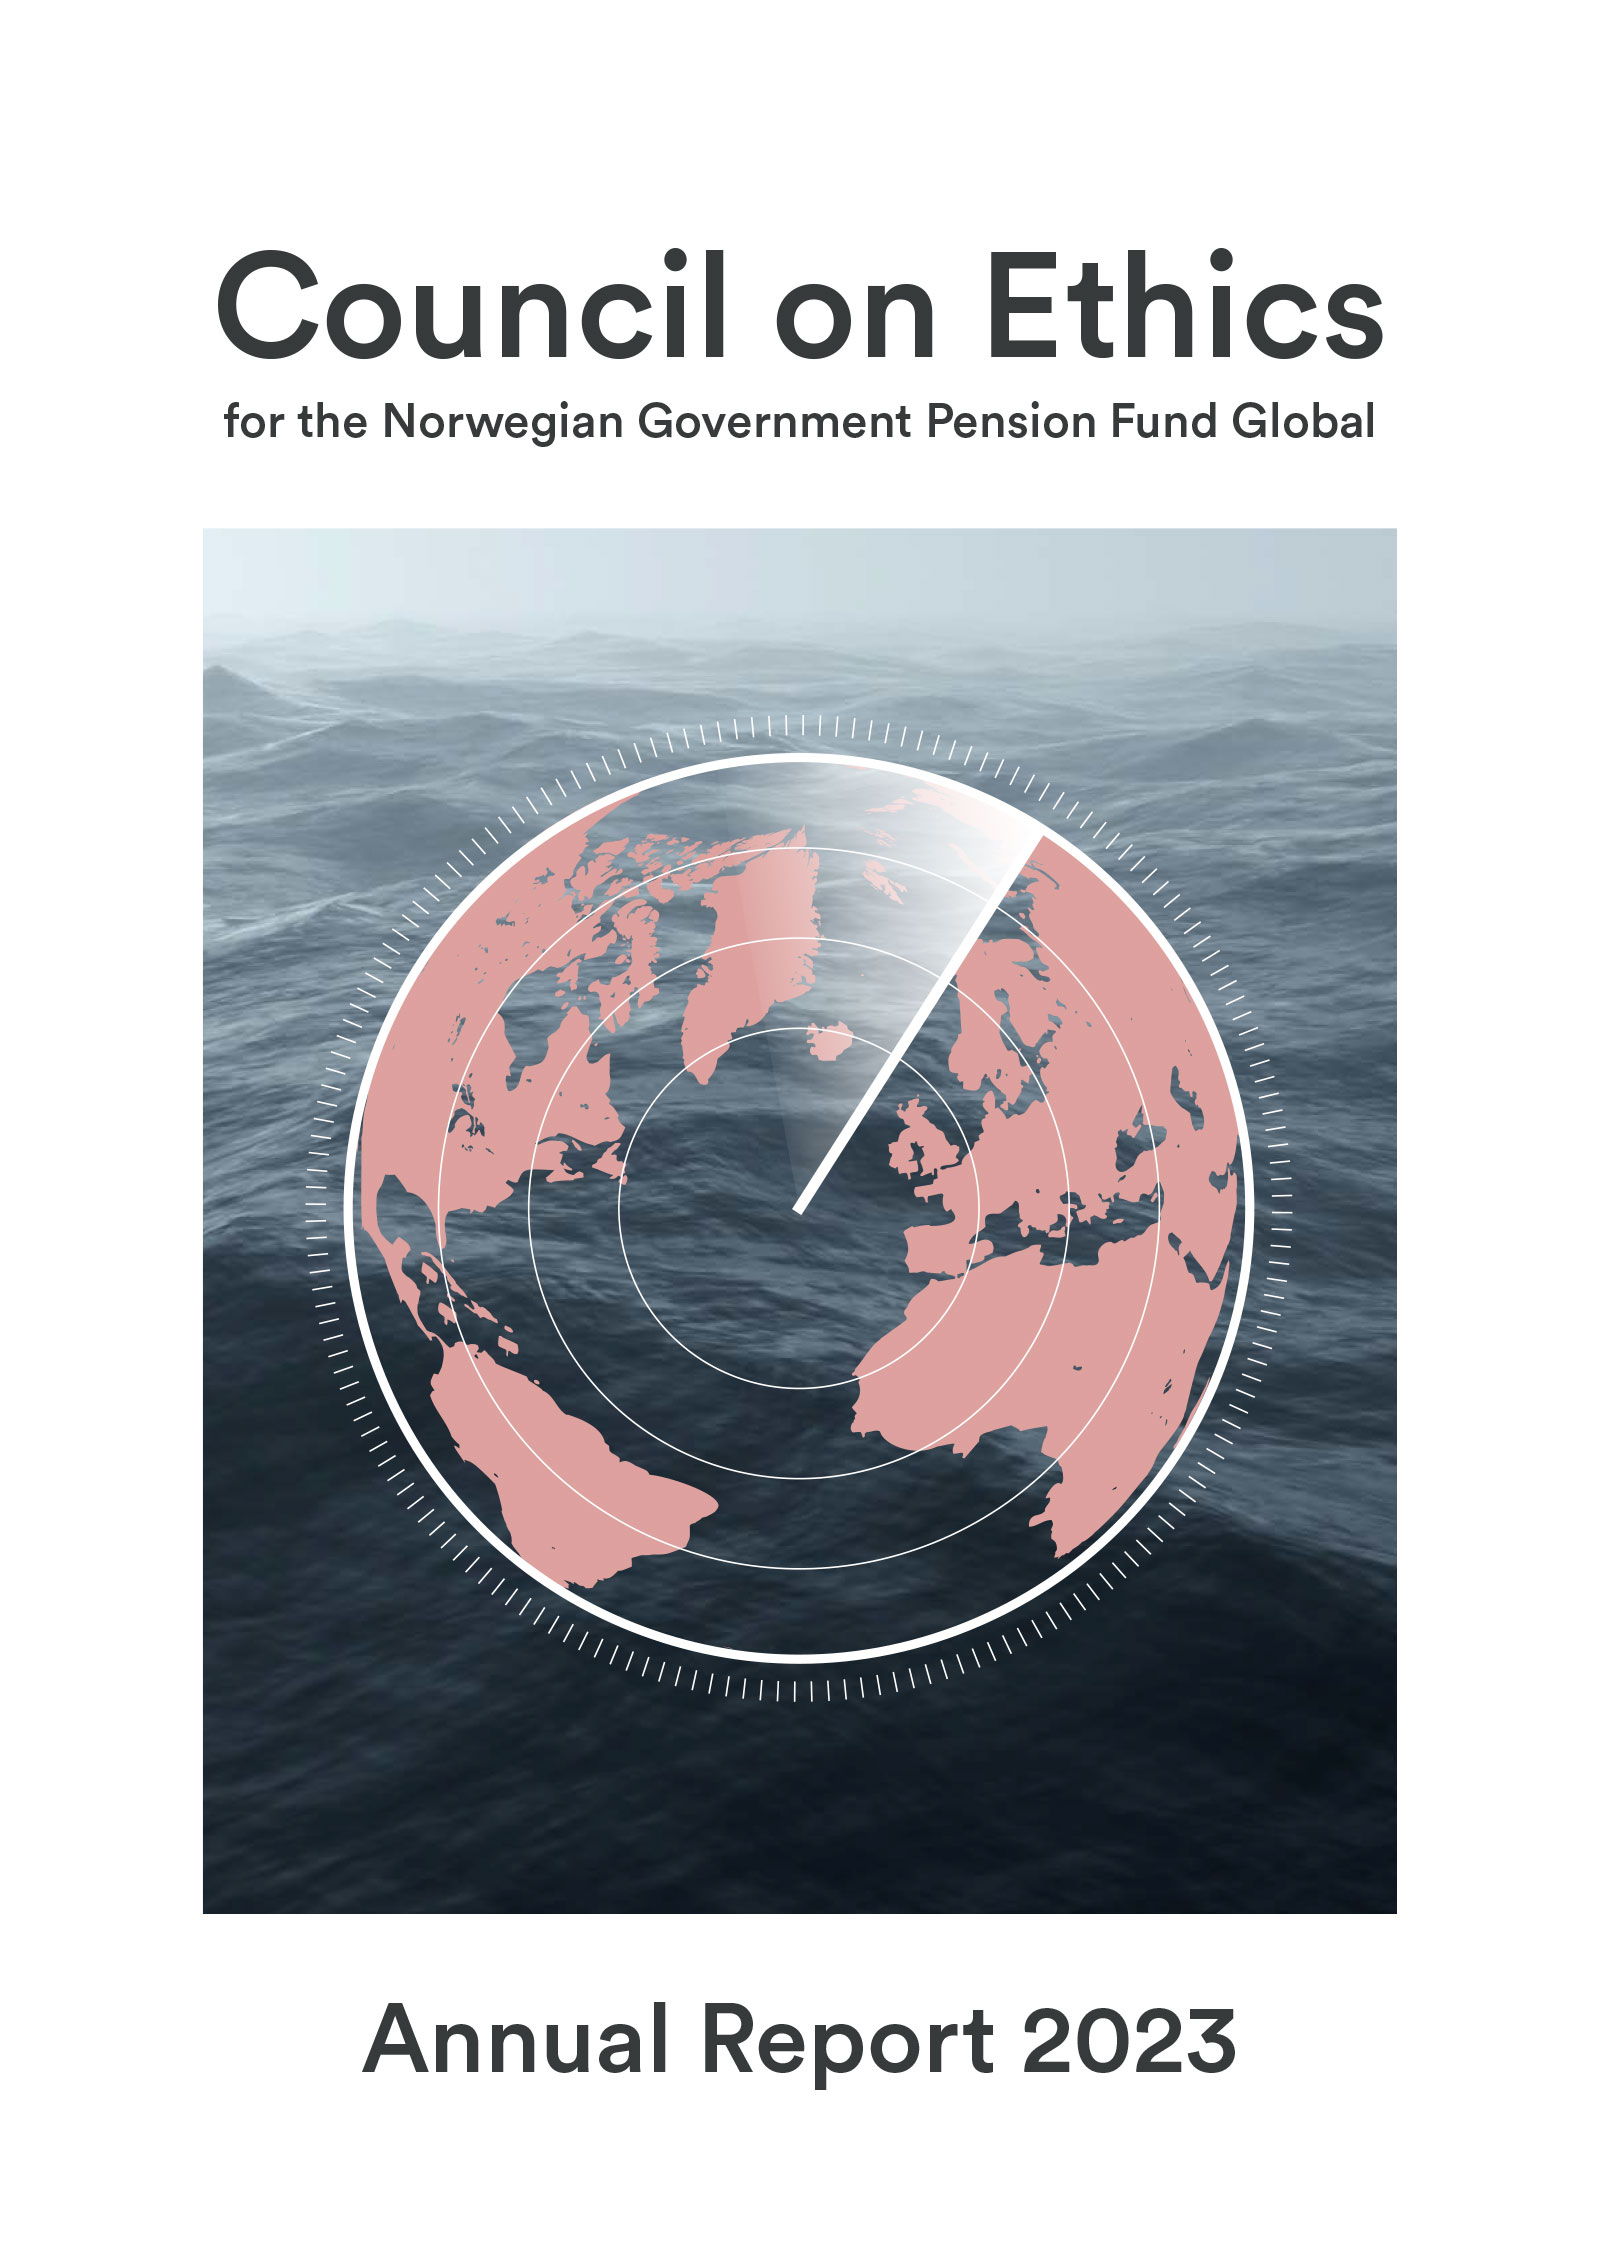 Council on Ethics
for the Norwegian Government Pension Fund Global
Annual Report 2023